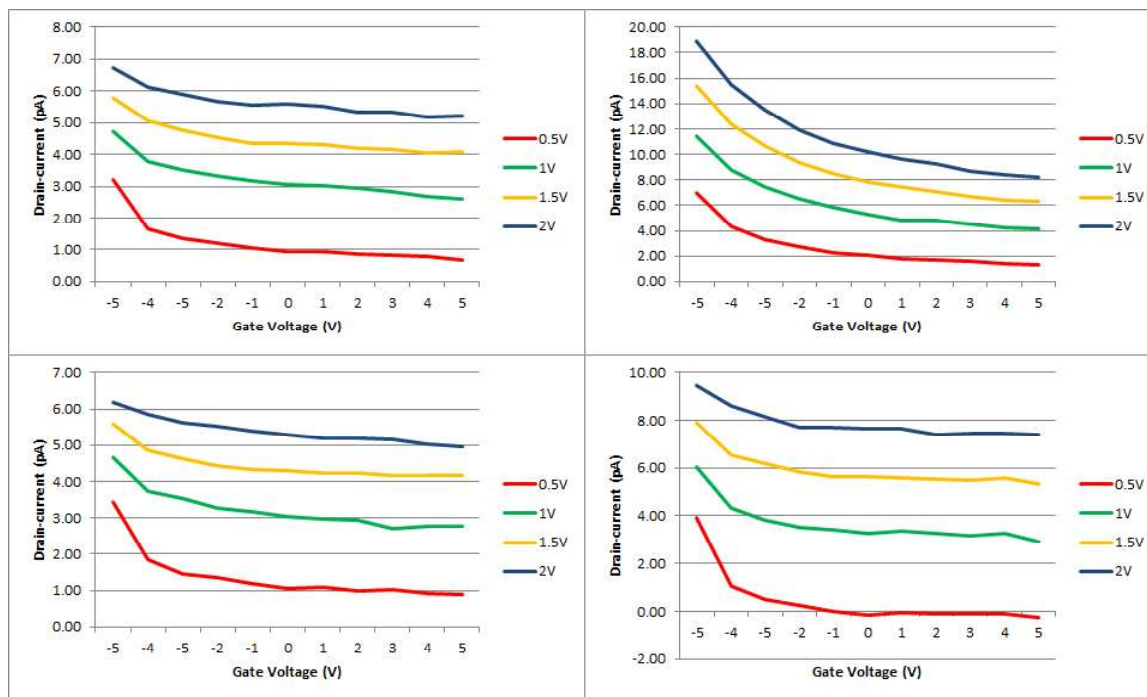 8.00
7.00
6.00
5.00
4.00
3.00
2.00
1.00
0.00
Drain-current (pA)
-5 -4 -5 -2 -1 0 1 2 3 4 5
Gate Voltage (V)
0.5V
1V
1.5V
2V
20.00
18.00
16.00
14.00
12.00
10.00
8.00
6.00
4.00
2.00
0.00
Drain-current (pA)
-5 -4 -5 -2 -1 0 1 2 3 4 5
Gate Voltage (V)
0.5V
1V
1.5V
2V
7.00
6.00
5.00
4.00
3.00
2.00
1.00
0.00
Drain-current (pA)
-5 -4 -5 -2 -1 0 1 2 3 4 5
Gate Voltage (V)
0.5V
1V
1.5V
2V
10.00
8.00
6.00
4.00
2.00
0.00
-2.00
Drain-current (pA)
-5 -4 -5 -2 -1 0 1 2 3 4 5
Gate Voltage (V)
0.5V
1V
1.5V
2V